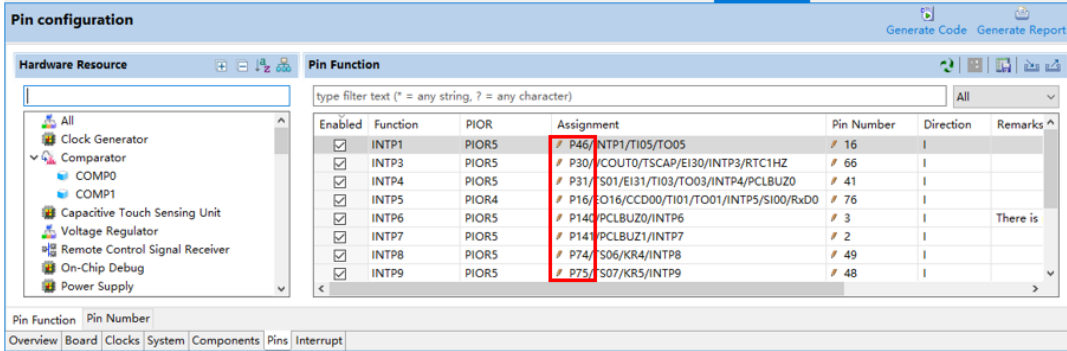 Pin configuration
Generate Code Generate Report
Hardware Resource
Pin Function
type filter text (* = any string, ? = any character)
All
All
Clock Generator
Comparator
COMP0
COMP1
Capacitive Touch Sensing Unit
Voltage Regulator
Remote Control Signal Receiver
On-Chip Debug
Power Supply
Enabled Function PIOR Assignment Pin Number Direction Remarks
INTP1 PIOR5 P46/INTP1/TI05/TO05 16 I
INTP3 PIOR5 66 I
INTP4 PIOR5 P31/TS01/EI31/TI03/TO03/INTP4/PCLBUZ0 41 I
INTP5 PIOR4 P16/EO16/CCD00/TI01/TO01/INTP5/SI00/RxD0 76 I
INTP6 PIOR5 P140/PCLBUZ0/INTP6 3 I There is
INTP7 PIOR5 P141/PCLBUZ1/INTP7 2 I
INTP8 PIOR5 P74/TS06/KR4/INTP8 49 I
INTP9 PIOR5 P75/TS07/KR5/INTP9 48 I
Pin Function Pin Number
Overview Board Clocks System Components Pins Interrupt